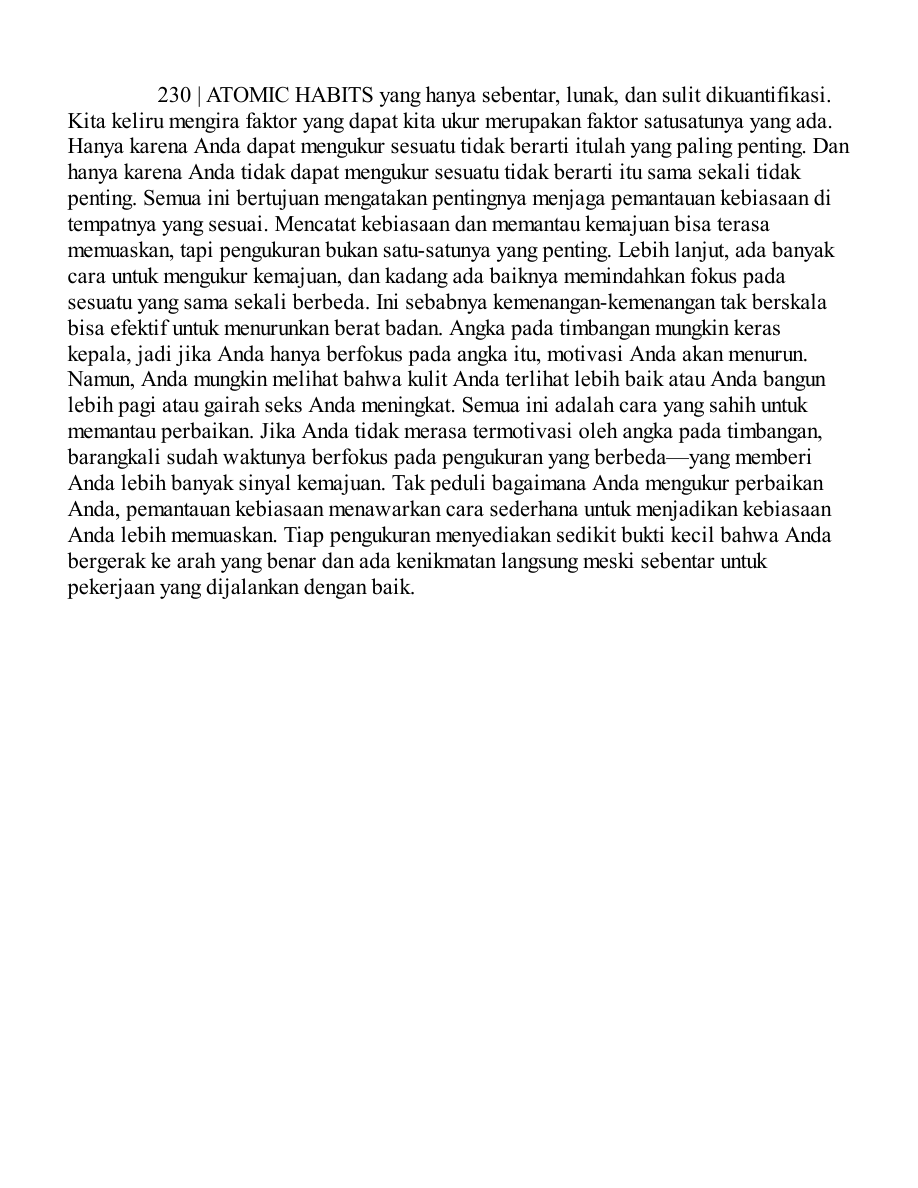 230 | ATOMIC HABITS yang hanya sebentar, lunak, dan sulit dikuantifikasi.
Kita keliru mengira faktor yang dapat kita ukur merupakan faktor satusatunya yang ada.
Hanya karena Anda dapat mengukur sesuatu tidak berarti itulah yang paling penting. Dan
hanya karena Anda tidak dapat mengukur sesuatu tidak berarti itu sama sekali tidak
penting. Semua ini bertujuan mengatakan pentingnya menjaga pemantauan kebiasaan di
tempatnya yang sesuai. Mencatat kebiasaan dan memantau kemajuan bisa terasa
memuaskan, tapi pengukuran bukan satu-satunya yang penting. Lebih lanjut, ada banyak
cara untuk mengukur kemajuan, dan kadang ada baiknya memindahkan fokus pada
sesuatu yang sama sekali berbeda. Ini sebabnya kemenangan-kemenangan tak berskala
bisa efektif untuk menurunkan berat badan. Angka pada timbangan mungkin keras
kepala, jadi jika Anda hanya berfokus pada angka itu, motivasi Anda akan menurun.
Namun, Anda mungkin melihat bahwa kulit Anda terlihat lebih baik atau Anda bangun
lebih pagi atau gairah seks Anda meningkat. Semua ini adalah cara yang sahih untuk
memantau perbaikan. Jika Anda tidak merasa termotivasi oleh angka pada timbangan,
barangkali sudah waktunya berfokus pada pengukuran yang berbeda—yang memberi
Anda lebih banyak sinyal kemajuan. Tak peduli bagaimana Anda mengukur perbaikan
Anda, pemantauan kebiasaan menawarkan cara sederhana untuk menjadikan kebiasaan
Anda lebih memuaskan. Tiap pengukuran menyediakan sedikit bukti kecil bahwa Anda
bergerak ke arah yang benar dan ada kenikmatan langsung meski sebentar untuk
pekerjaan yang dijalankan dengan baik.